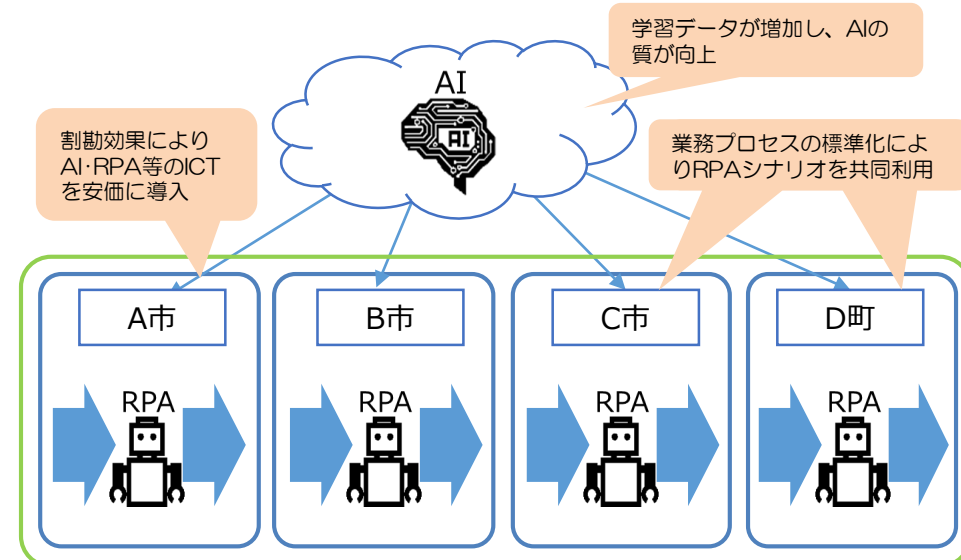 学習データが増加し、AIの
質が向上
AI
AI
割勘効果により
AI･RPA等のICT
を安価に導入
業務プロセスの標準化によ
りRPAシナリオを共同利用
A市
B市
C市
D町
RPA
RPA
RPA
RPA